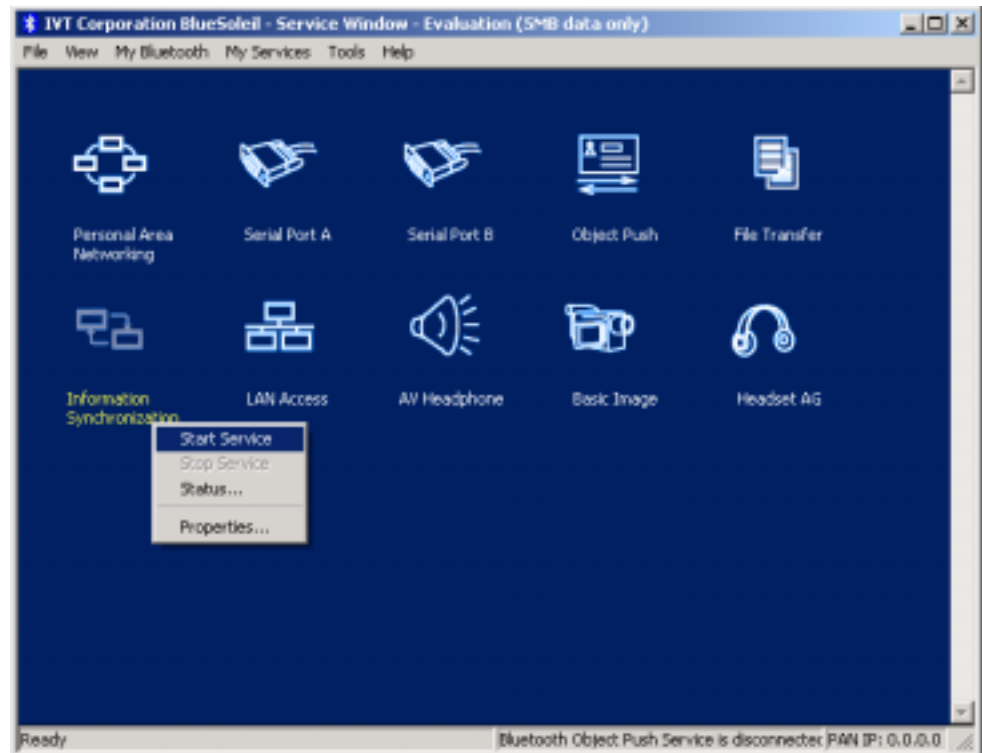 IVT Corporation BlueSoleil - Service Window - Evaluation (5MB data only)
File View My Bluetooth My Services Tools Help
Personal Area
Networking
Serial Port A
Serial Port B
Object Push
File Transfer
Information
Synchronization
LAN Access
AV Headphone
Basic Image
Headset AG
Start Service
Stop Service
Status...
Properties...
Ready
Bluetooth Object Push Service is disconnected
PAN IP: 0.0.0.0